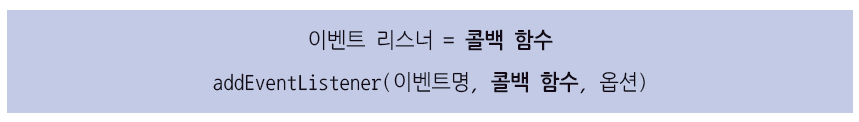 이벤트 리스너 = 콜백 함수
addEventListener(이벤트명, 콜백 함수, 옵션)